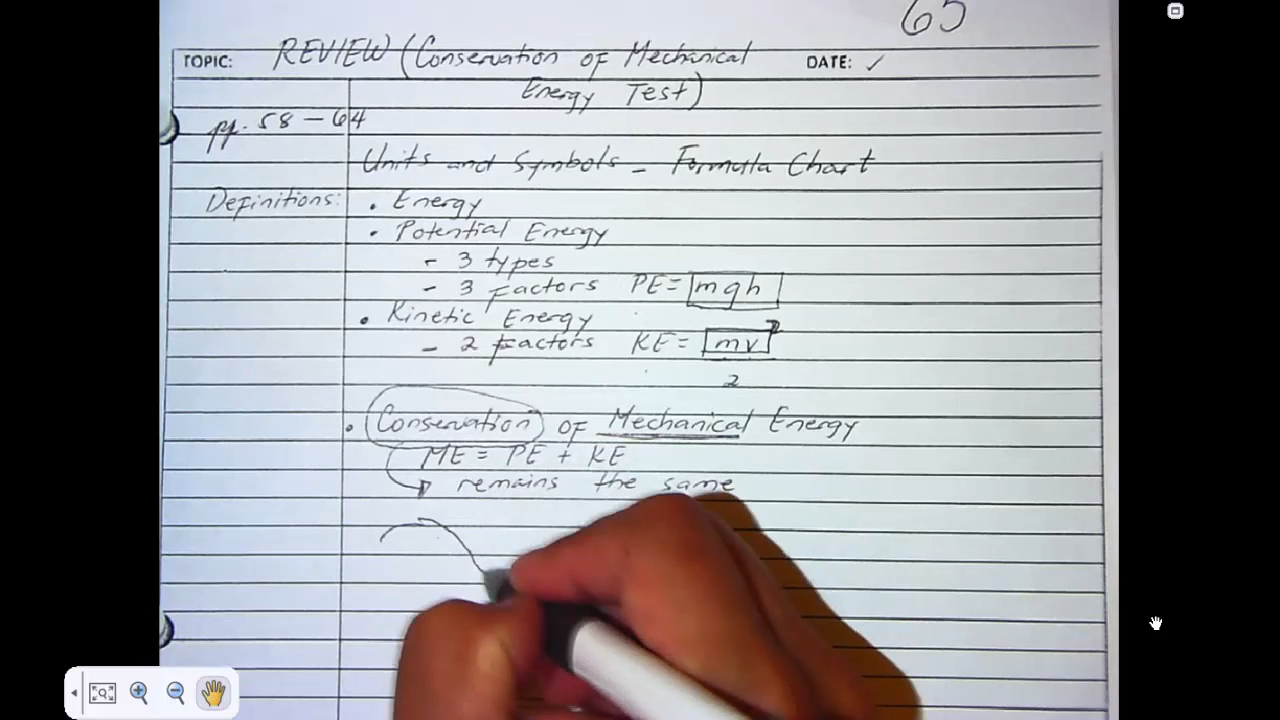 65
TOPIC: REVIEW (Conservation of Mechanical
Energy Test)
DATE: ✓
pp. 58 - 64
Units and Symbols - Formula Chart
Definitions: • Energy
• Potential Energy
- 3 types
- 3 factors PE = mgh
• Kinetic Energy
- 2 factors KE = mv²
2
• Conservation of Mechanical Energy
ME = PE + KE
remains the same